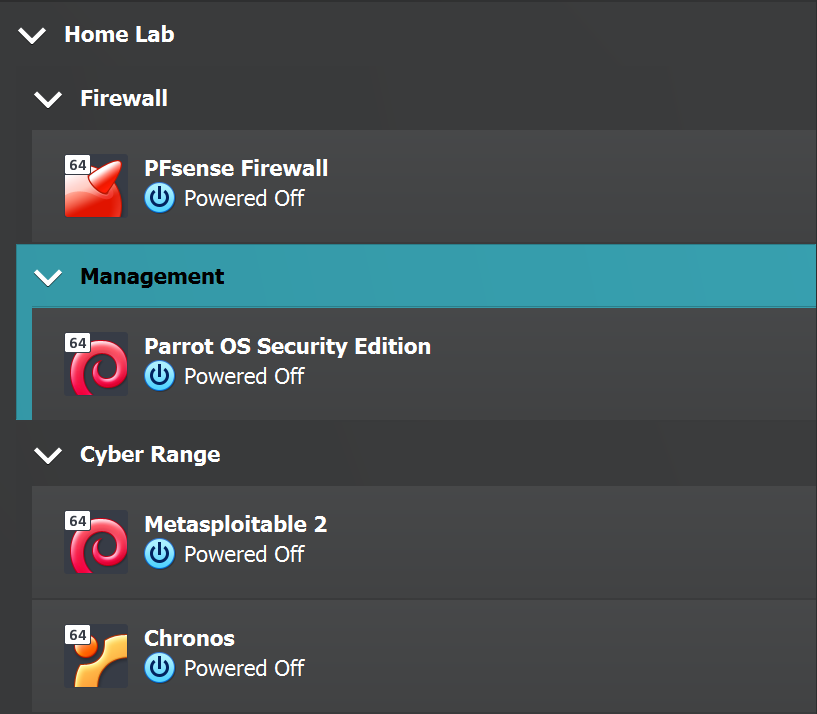 Home Lab
Firewall
64
PFsense Firewall
Powered Off
Management
64
Parrot OS Security Edition
Powered Off
Cyber Range
64
Metasploitable 2
Powered Off
64
Chronos
Powered Off